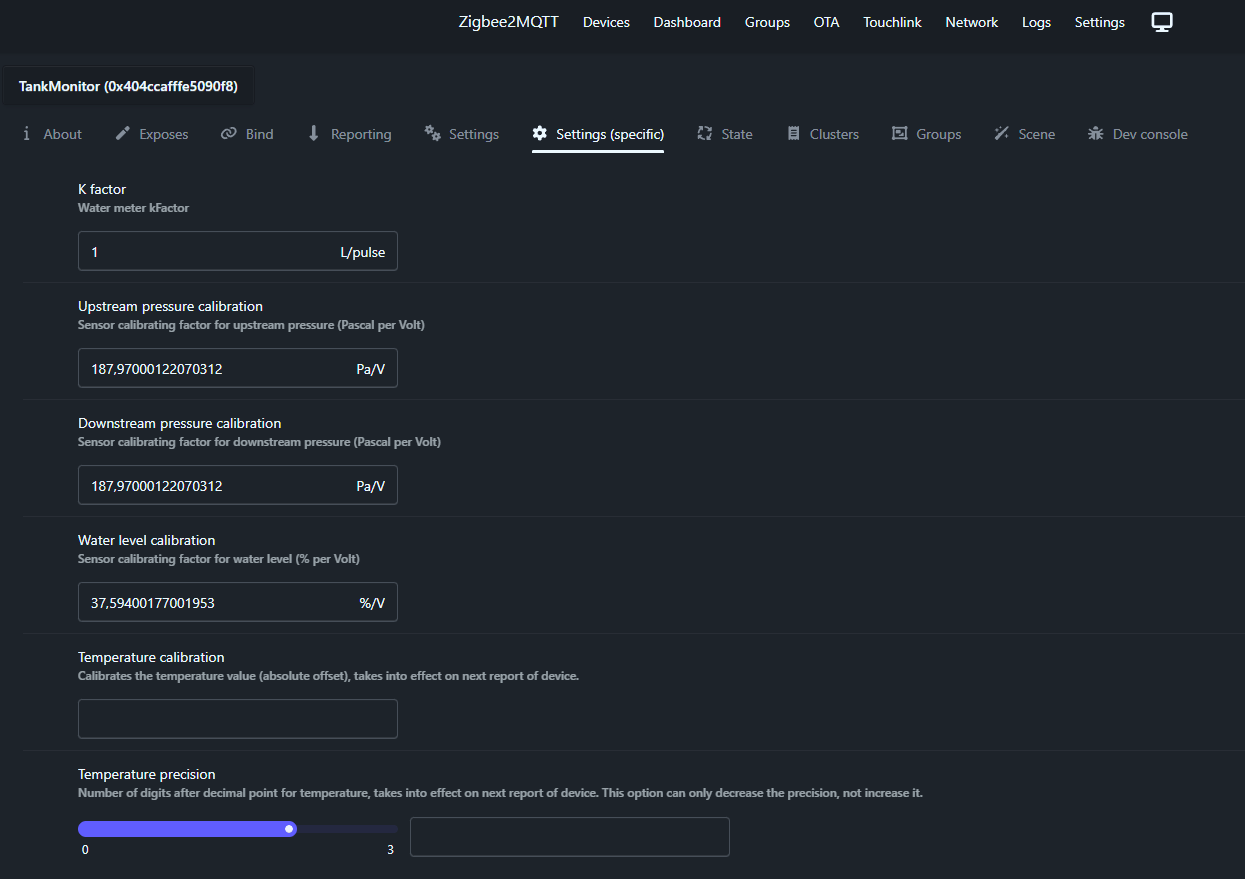 Zigbee2MQTT Devices Dashboard Groups OTA Touchlink Network Logs Settings
TankMonitor (0x404ccafffe5090f8)
About Exposes Bind Reporting Settings Settings (specific) State Clusters Groups Scene Dev console
K factor
Water meter kFactor
1 L/pulse
Upstream pressure calibration
Sensor calibrating factor for upstream pressure (Pascal per Volt)
187,97000122070312 Pa/V
Downstream pressure calibration
Sensor calibrating factor for downstream pressure (Pascal per Volt)
187,97000122070312 Pa/V
Water level calibration
Sensor calibrating factor for water level (% per Volt)
37,59400177001953 %/V
Temperature calibration
Calibrates the temperature value (absolute offset), takes into effect on next report of device.
Temperature precision
Number of digits after decimal point for temperature, takes into effect on next report of device. This option can only decrease the precision, not increase it.
0 3